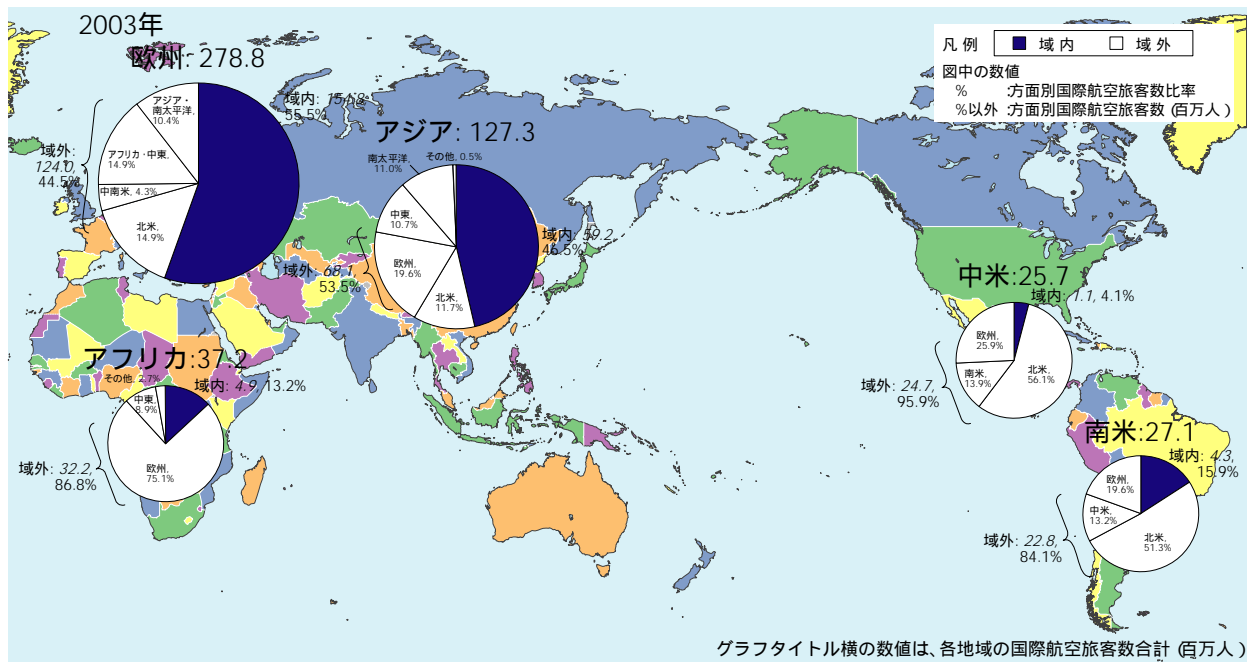 2003年
欧州: 278.8
域内: 154.8,
55.5%
アジア・
南太平洋,
10.4%
アフリカ・中東,
14.9%
中南米, 4.3%
北米,
14.9%
域外:
124.0,
44.5%
アジア: 127.3
その他, 0.5%
南太平洋,
11.0%
中東,
10.7%
欧州,
19.6%
北米,
11.7%
域内: 59.2,
46.5%
域外: 68.1,
53.5%
凡 例
域 内
域 外
図中の数値
% :方面別国際航空旅客数比率
%以外 :方面別国際航空旅客数 (百万人)
中米:25.7
域内: 1.1, 4.1%
欧州,
25.9%
南米,
13.9%
北米,
56.1%
域外: 24.7,
95.9%
アフリカ:37.2
その他, 2.7%
域内: 4.9, 13.2%
中東,
8.9%
欧州,
75.1%
域外: 32.2,
86.8%
南米:27.1
域内: 4.3,
15.9%
欧州,
19.6%
中米,
13.2%
北米,
51.3%
域外: 22.8,
84.1%
グラフタイトル横の数値は、各地域の国際航空旅客数合計 (百万人)